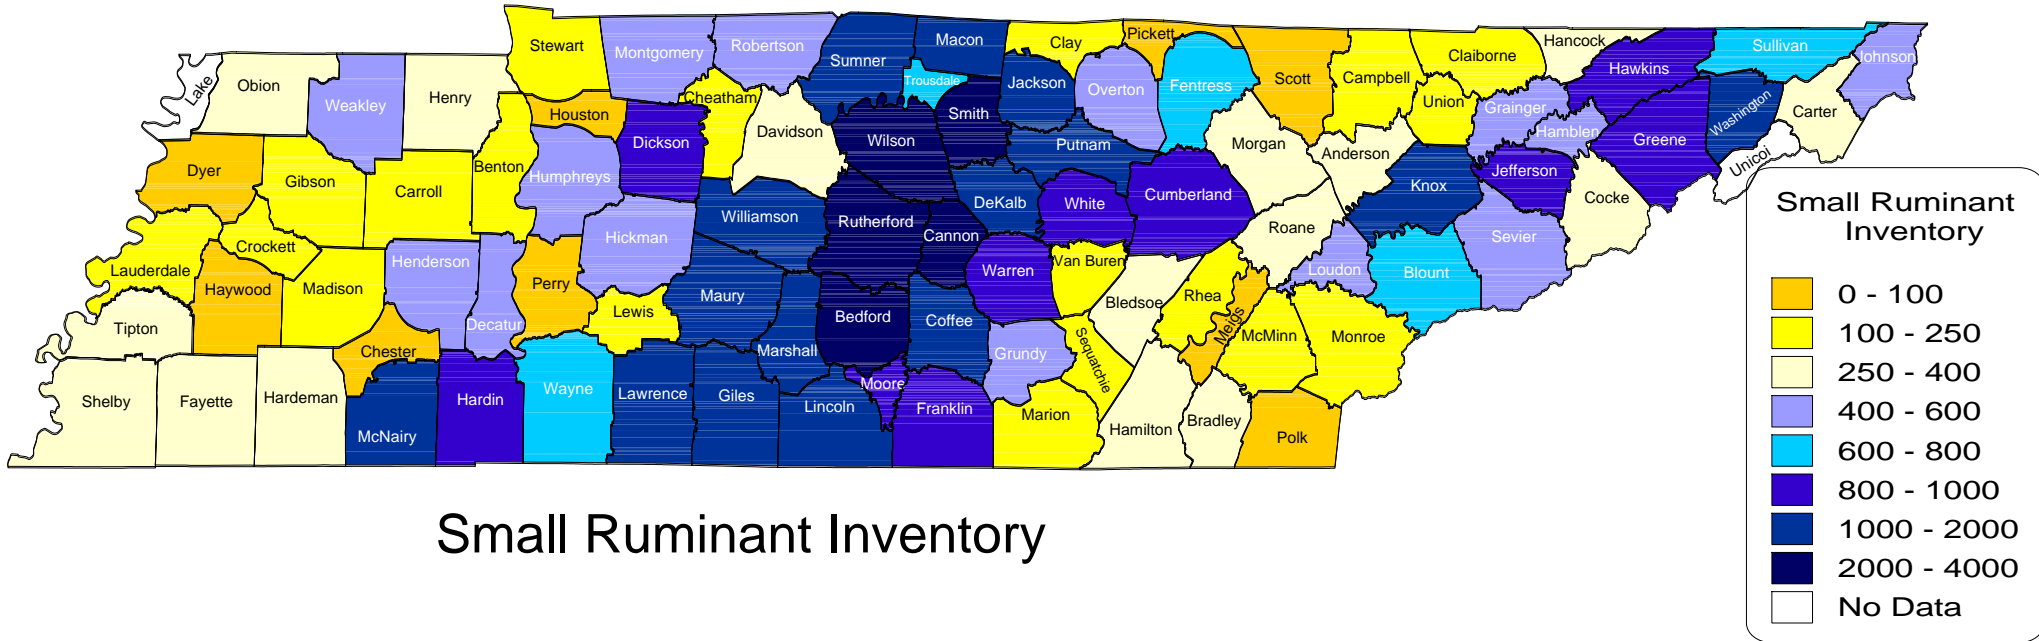 Stewart
Montgomery
Robertson
Sumner
Macon
Clay
Pickett
Scott
Campbell
Claiborne
Hancock
Hawkins
Sullivan
Johnson
Lake
Obion
Weakley
Henry
Houston
Cheatham
Trousdale
Jackson
Overton
Fentress
Union
Grainger
Hamblen
Washington
Carter
Dickson
Davidson
Wilson
Smith
Putnam
Morgan
Anderson
Greene
Unicoi
Dyer
Gibson
Carroll
Benton
Humphreys
Williamson
Rutherford
Cannon
DeKalb
White
Cumberland
Roane
Knox
Jefferson
Cocke
Crockett
Lauderdale
Haywood
Madison
Henderson
Decatur
Perry
Hickman
Lewis
Maury
Marshall
Bedford
Coffee
Warren
Van Buren
Bledsoe
Rhea
Meigs
Loudon
Blount
Sevier
Tipton
Chester
Wayne
Grundy
Sequatchie
McMinn
Monroe
Shelby
Fayette
Hardeman
McNairy
Hardin
Lawrence
Giles
Lincoln
Moore
Franklin
Marion
Hamilton
Bradley
Polk
Small Ruminant
Inventory
0 - 100
100 - 250
250 - 400
400 - 600
600 - 800
800 - 1000
1000 - 2000
2000 - 4000
No Data
Small Ruminant Inventory